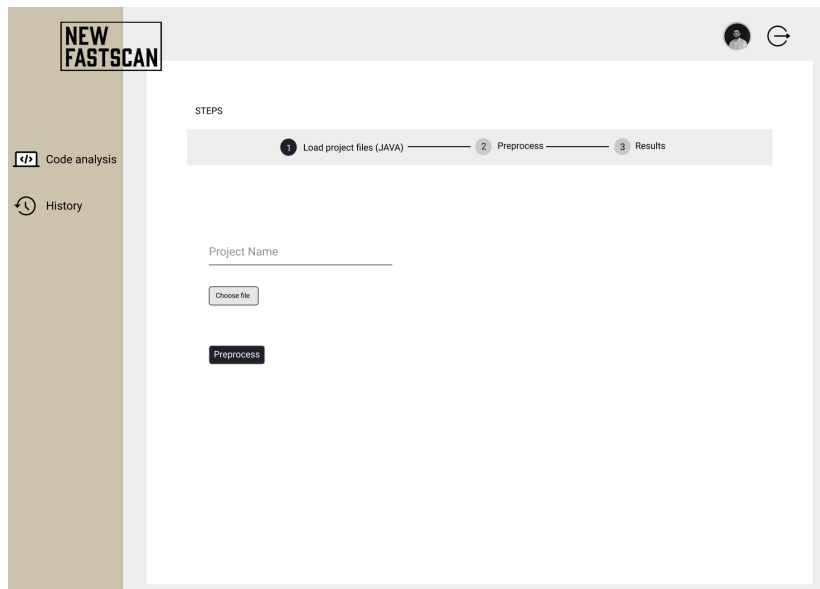 NEW
FASTSCAN
STEPS
1 Load project files (JAVA) 2 Preprocess 3 Results
</> Code analysis
History
Project Name
Choose file
Preprocess